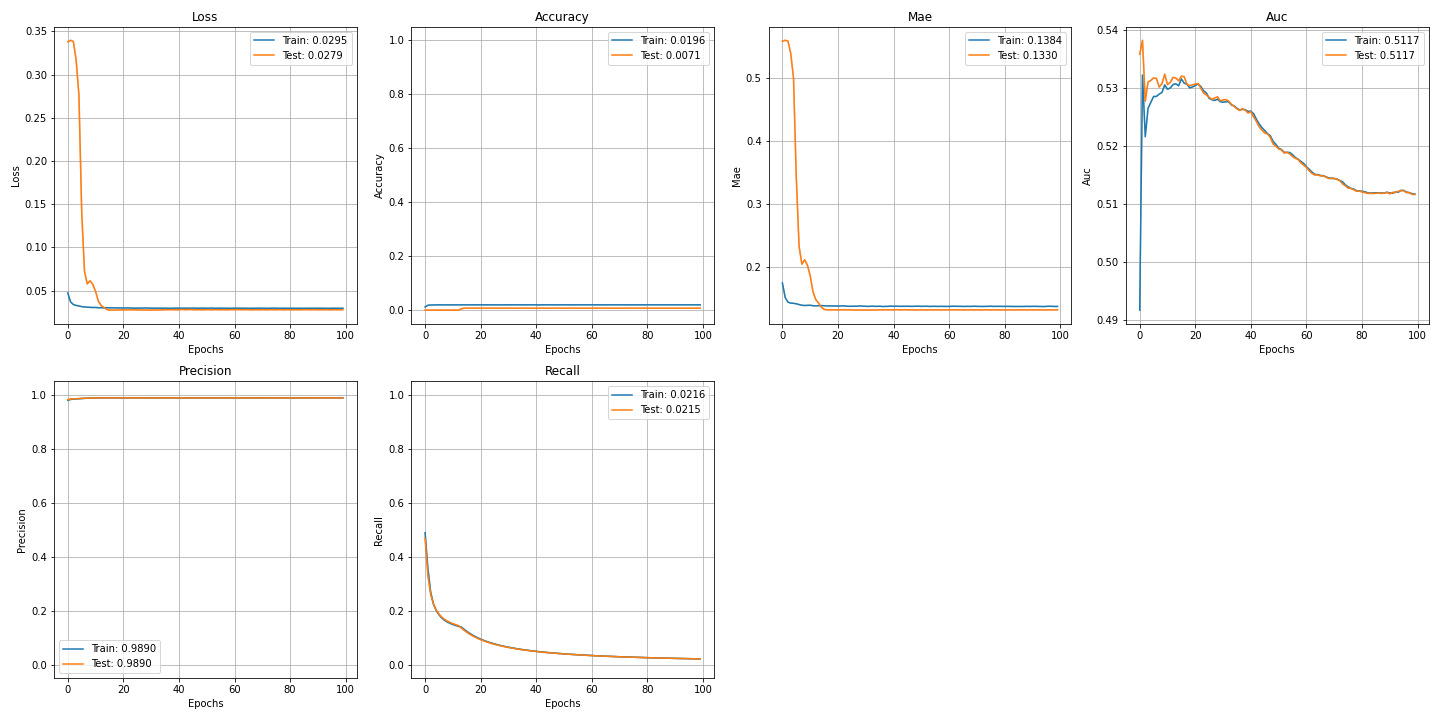 Loss
Train: 0.0295
Test: 0.0279
0.35
0.30
0.25
0.20
0.15
0.10
0.05
Loss
0 20 40 60 80 100
Epochs
Accuracy
Train: 0.0196
Test: 0.0071
1.0
0.8
0.6
0.4
0.2
0.0
Accuracy
0 20 40 60 80 100
Epochs
Mae
Train: 0.1384
Test: 0.1330
0.5
0.4
0.3
0.2
Mae
0 20 40 60 80 100
Epochs
Auc
Train: 0.5117
Test: 0.5117
0.54
0.53
0.52
0.51
0.50
0.49
Auc
0 20 40 60 80 100
Epochs
Precision
1.0
0.8
0.6
0.4
0.2
0.0
Precision
Train: 0.9890
Test: 0.9890
0 20 40 60 80 100
Epochs
Recall
Train: 0.0216
Test: 0.0215
1.0
0.8
0.6
0.4
0.2
0.0
Recall
0 20 40 60 80 100
Epochs